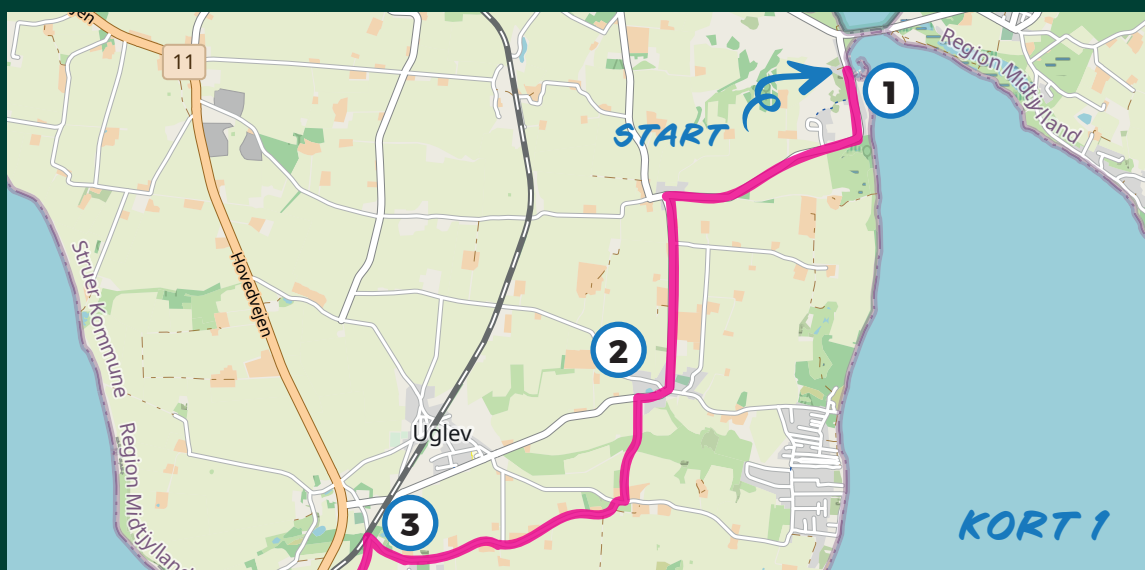 11
Region Midtjylland
1
START
Struer Kommune
Hovedvejen
2
Uglev
Region Midtjylland
3
KORT 1